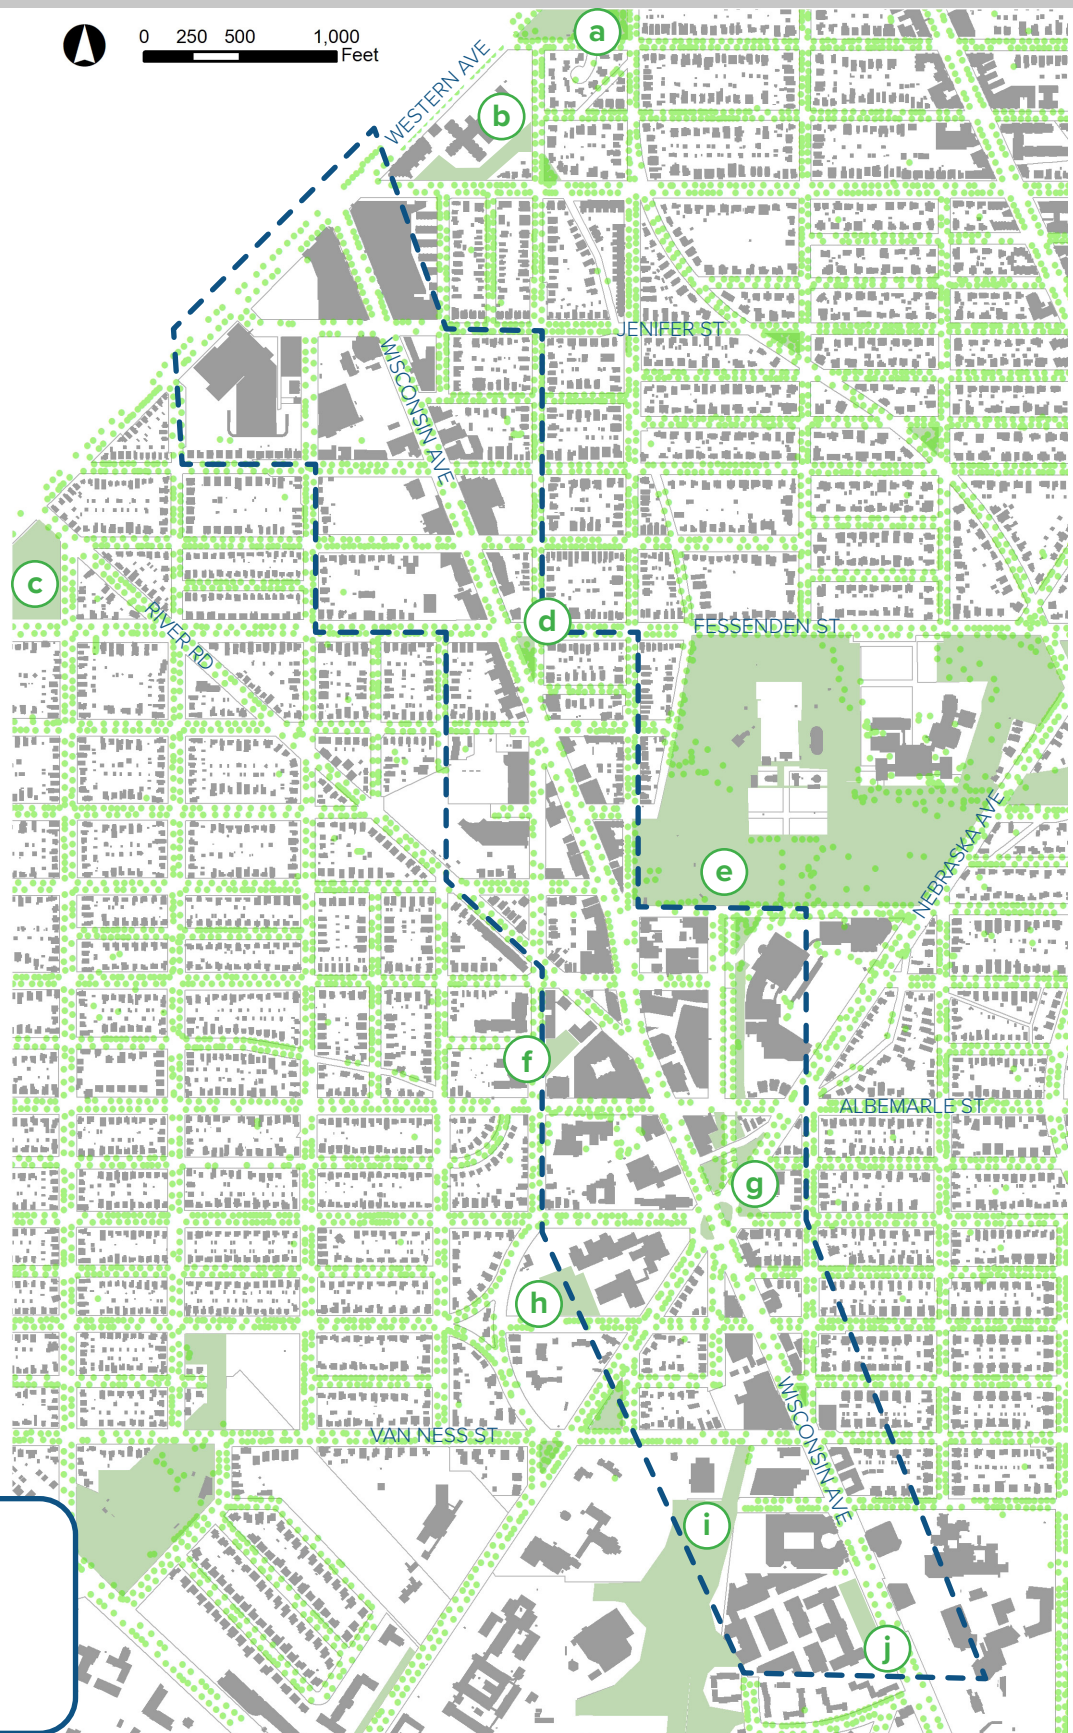 a
0 250 500 1,000
Feet
WESTERN AVE
b
JENIFER ST
WISCONSIN AVE
c
RIVER RD
d
FESSENDEN ST
NEBRASKA AVE
e
f
ALBEMARLE ST
g
h
WISCONSIN AVE
VAN NESS ST
i
j